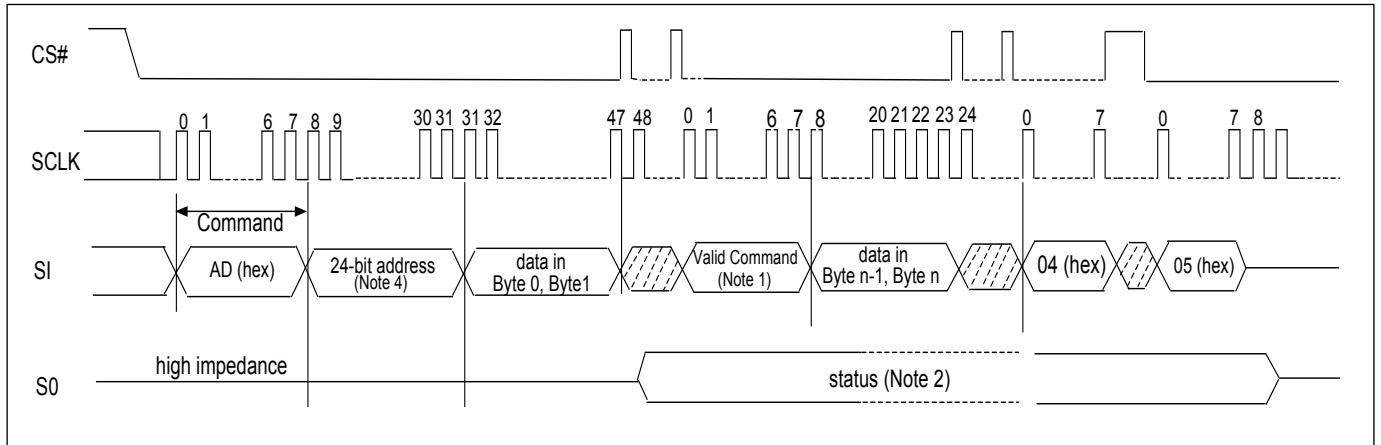 CS#
0 1 6 7 8 9 30 31 31 32 47 48 0 1 6 7 8 20 21 22 23 24 0 7 0 7 8
SCLK
Command
SI
AD (hex)
24-bit address
(Note 4)
data in
Byte 0, Byte1
Valid Command
(Note 1)
data in
Byte n-1, Byte n
04 (hex)
05 (hex)
high impedance
S0
status (Note 2)